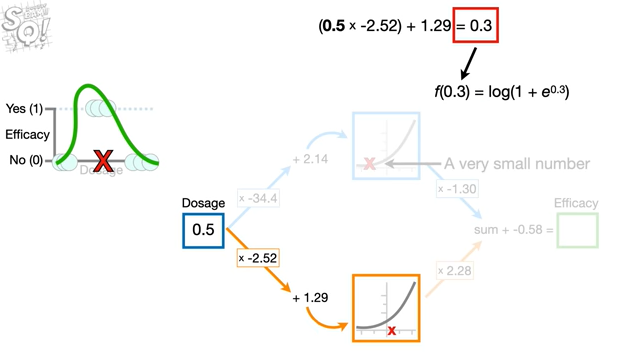 (0.5 x -2.52) + 1.29 = 0.3
f(0.3) = log(1 + e^0.3)
Yes (1)
Efficacy
No (0)
Dosage
+ 2.14
A very small number
x -34.4
x -1.30
Dosage
Efficacy
0.5
sum + -0.58 =
x -2.52
x 2.28
+ 1.29
SQ!